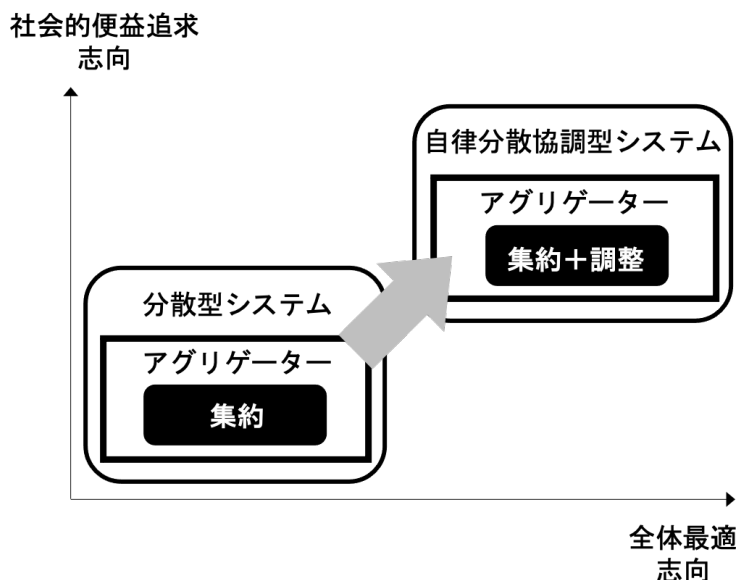 社会的便益追求
志向
自律分散協調型システム
アグリゲーター
集約＋調整
分散型システム
アグリゲーター
集約
全体最適
志向